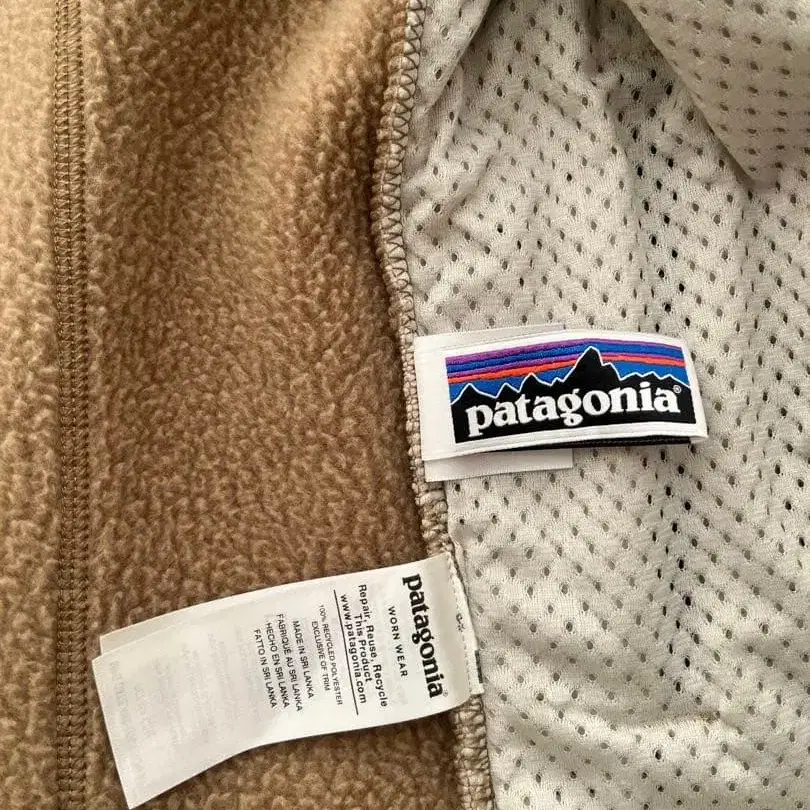 patagonia®
patagonia®
WORN WEAR
Repair, Reuse, Recycle
This Product
www.patagonia.com
100% RECYCLED POLYESTER
EXCLUSIVE OF TRIM
MADE IN SRI LANKA
FABRIQUÉ AU SRI LANKA
HECHO EN SRI LANKA
FATTO IN SRI LANKA